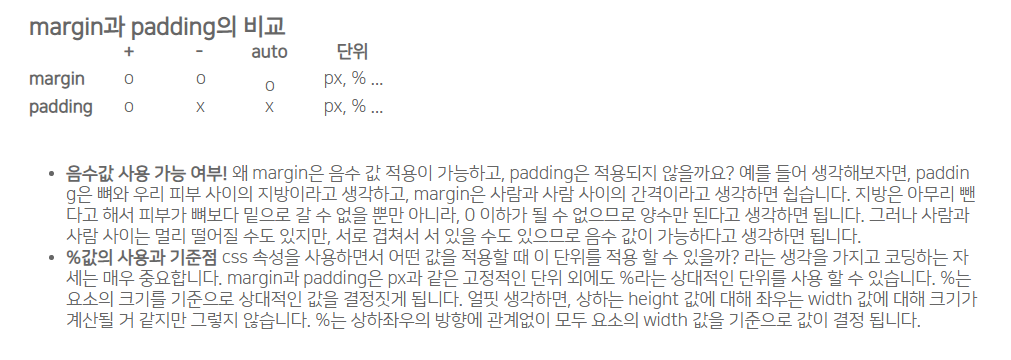 margin과 padding의 비교
+ - auto 단위
margin o o o px, % ...
padding o x x px, % ...
• 음수값 사용 가능 여부! 왜 margin은 음수 값 적용이 가능하고, padding은 적용되지 않을까요? 예를 들어 생각해보자면, paddin
g은 뼈와 우리 피부 사이의 지방이라고 생각하고, margin은 사람과 사람 사이의 간격이라고 생각하면 쉽습니다. 지방은 아무리 뺀
다고 해서 피부가 뼈보다 밑으로 갈 수 없을 뿐만 아니라, 0 이하가 될 수 없으므로 양수만 된다고 생각하면 됩니다. 그러나 사람과
사람 사이는 멀리 떨어질 수도 있지만, 서로 겹쳐서 서 있을 수도 있으므로 음수 값이 가능하다고 생각하면 됩니다.
• %값의 사용과 기준점 css 속성을 사용하면서 어떤 값을 적용할 때 이 단위를 적용 할 수 있을까? 라는 생각을 가지고 코딩하는 자
세는 매우 중요합니다. margin과 padding은 px과 같은 고정적인 단위 외에도 %라는 상대적인 단위를 사용 할 수 있습니다. %는
요소의 크기를 기준으로 상대적인 값을 결정짓게 됩니다. 얼핏 생각하면, 상하는 height 값에 대해 좌우는 width 값에 대해 크기가
계산될 거 같지만 그렇지 않습니다. %는 상하좌우의 방향에 관계없이 모두 요소의 width 값을 기준으로 값이 결정 됩니다.